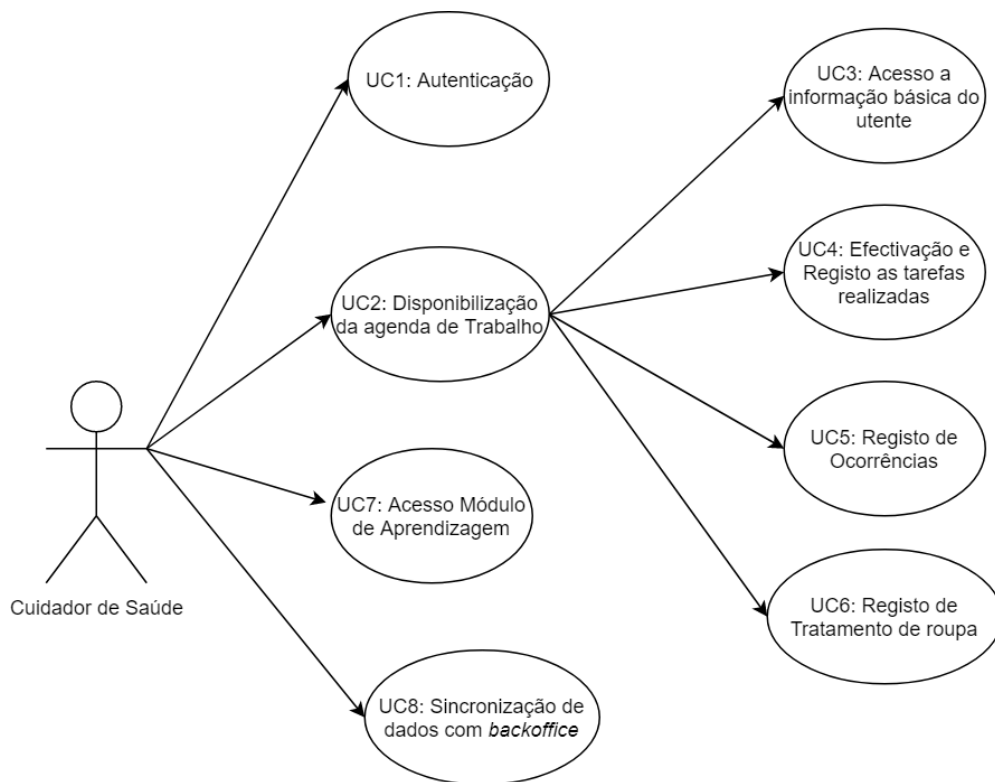 UC1: Autenticação
UC2: Disponibilização
da agenda de Trabalho
UC3: Acesso a
informação básica do
utente
UC4: Efectivação e
Registo as tarefas
realizadas
UC5: Registo de
Ocorrências
UC6: Registo de
Tratamento de roupa
UC7: Acesso Módulo
de Aprendizagem
UC8: Sincronização de
dados com backoffice
Cuidador de Saúde